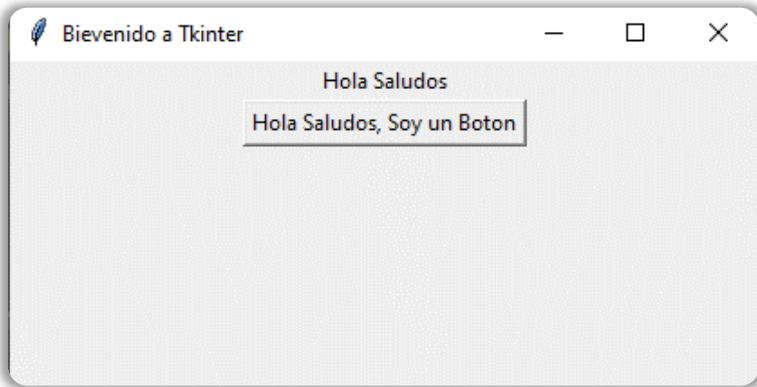 Bievenido a Tkinter
Hola Saludos
Hola Saludos, Soy un Boton